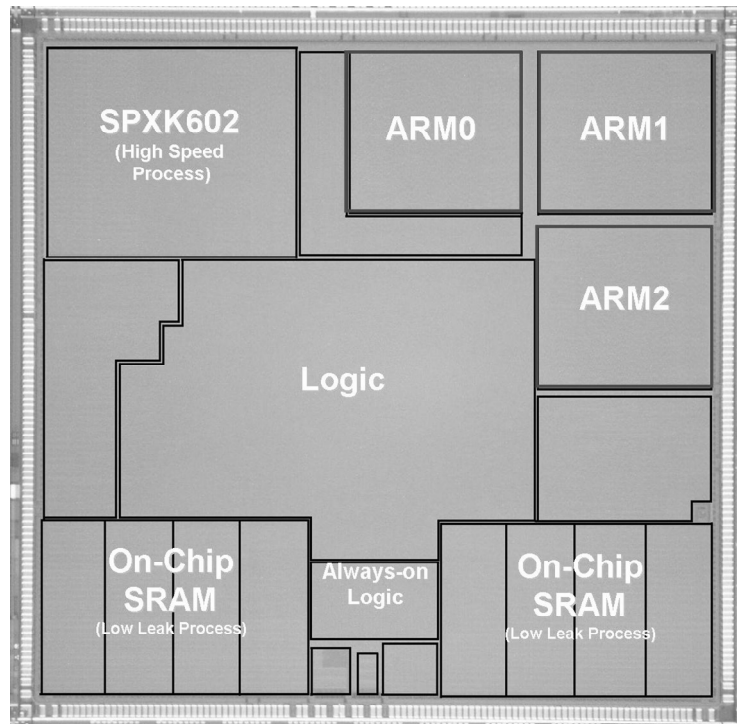 SPXK602
(High Speed
Process)
ARM0
ARM1
ARM2
Logic
On-Chip
SRAM
(Low Leak Process)
Always-on
Logic
On-Chip
SRAM
(Low Leak Process)